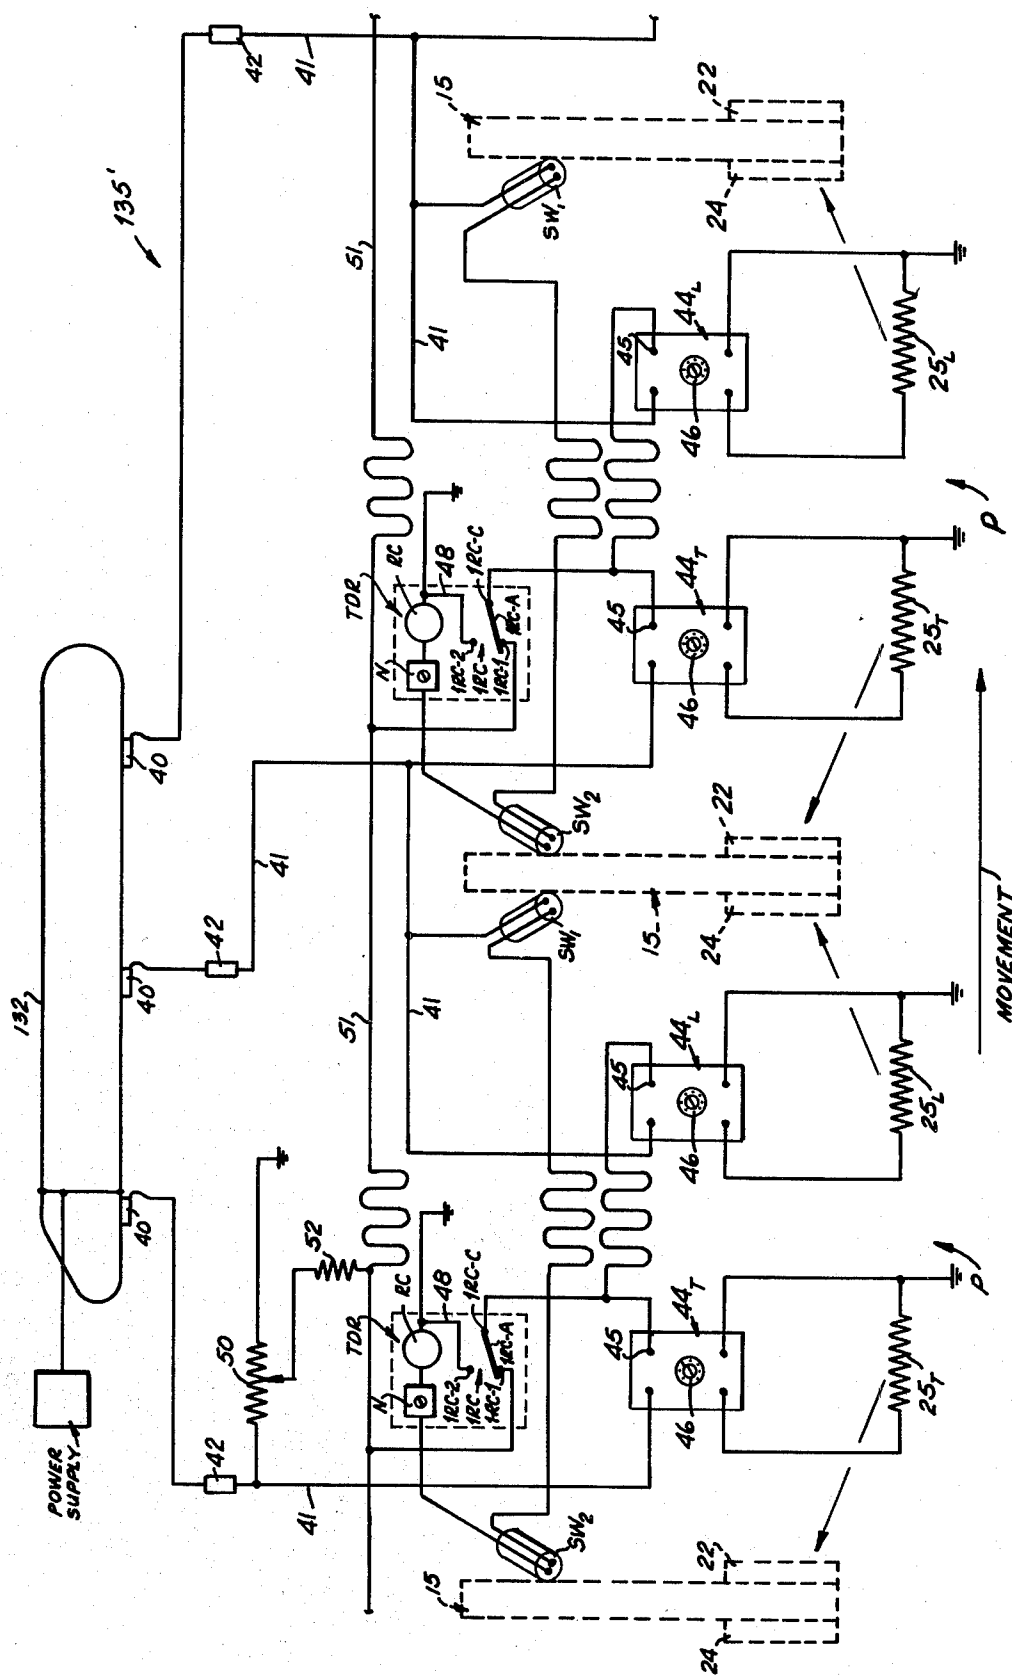 POWER
SUPPLY
132
135'
40
40
40
42
50
42
42
41
52
41
41
TDR
51
TDR
51
N
RC
N
RC
48
41
48
41
1RC-2
1RC
1RC-1
1RC-A
1RC-C
1RC-2
1RC
1RC-1
1RC-A
1RC-C
15
15
SW2
SW1
SW2
SW1
15
45
45
45
45
44T
44L
44T
44L
46
46
46
46
24
22
24
22
24
22
25T
25L
25T
25L
P
P
MOVEMENT